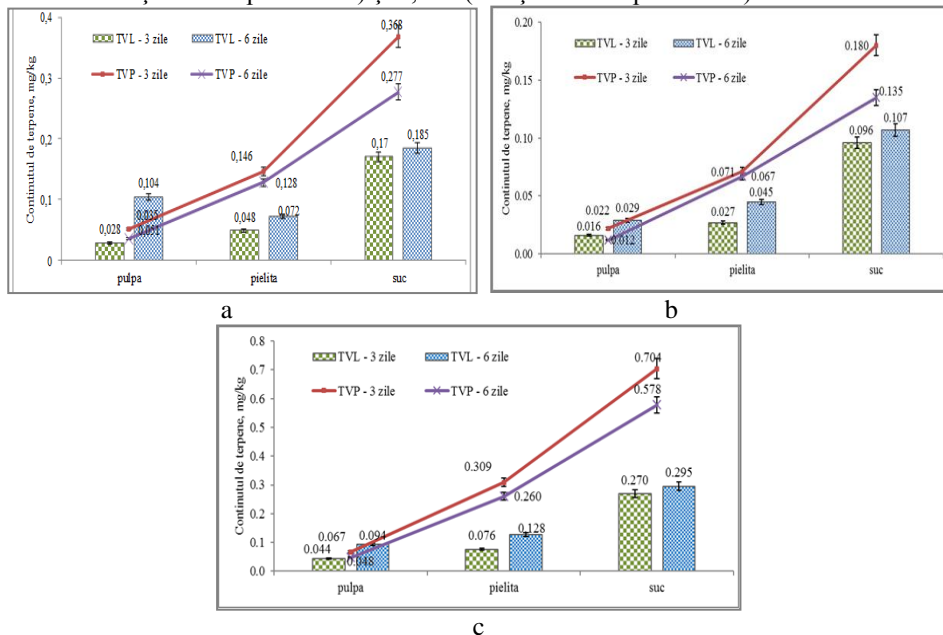 TVL - 3 zile
TVL - 6 zile
TVP - 3 zile
TVP - 6 zile
Continutul de terpene, mg/kg
0,4
0,3
0,2
0,1
0
0,028
0,104
0,035
0,051
0,146
0,128
0,048
0,072
0,368
0,277
0,17
0,185
pulpa
pielita
suc
a
TVL - 3 zile
TVL - 6 zile
TVP - 3 zile
TVP - 6 zile
Continutul de terpene, mg/kg
0.20
0.15
0.10
0.05
0.00
0.022
0.029
0.016
0.012
0.071
0.067
0.027
0.045
0.180
0.135
0.096
0.107
pulpa
pielita
suc
b
TVL - 3 zile
TVL - 6 zile
TVP - 3 zile
TVP - 6 zile
Continutul de terpene, mg/kg
0.8
0.7
0.6
0.5
0.4
0.3
0.2
0.1
0.0
0.067
0.094
0.044
0.048
0.309
0.260
0.076
0.128
0.704
0.578
0.270
0.295
pulpa
pielita
suc
c